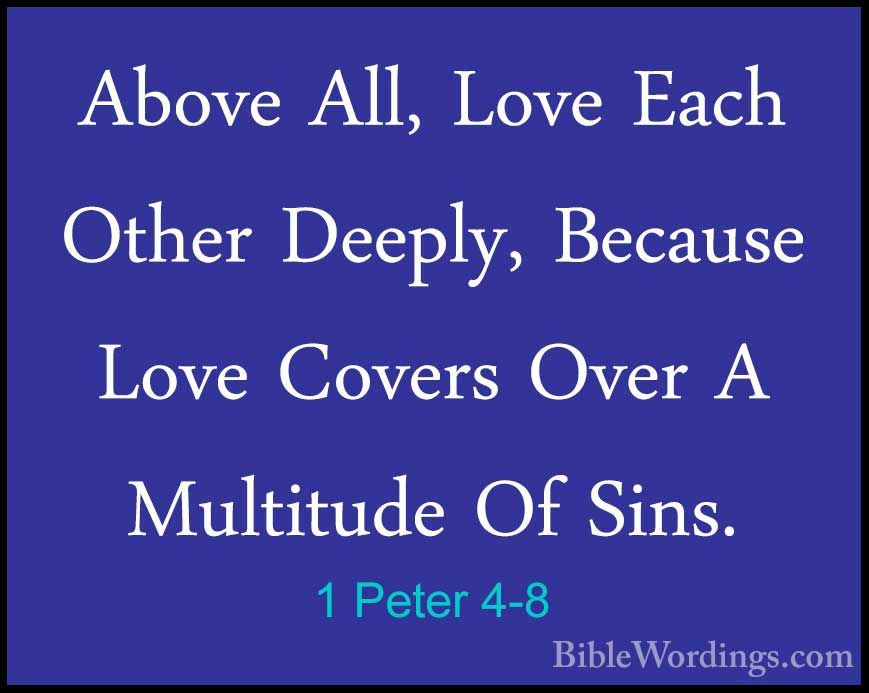 Above All, Love Each
Other Deeply, Because
Love Covers Over A
Multitude Of Sins.
1 Peter 4-8
BibleWordings.com